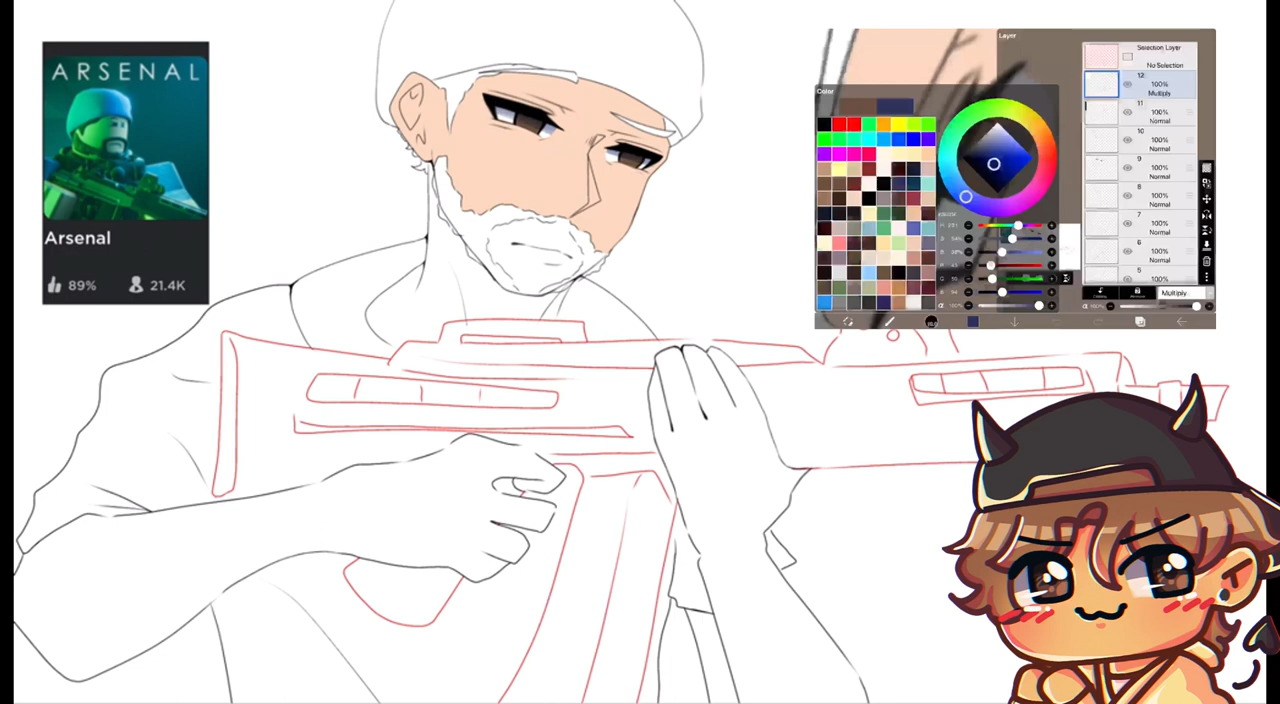 ARSENAL
Arsenal
89% 21.4K
Color
Layer
Selection Layer
No Selection
12
100%
Multiply
11
100%
Normal
10
100%
Normal
9
100%
Normal
8
100%
Normal
7
100%
Normal
6
100%
Normal
5
100%
Multiply